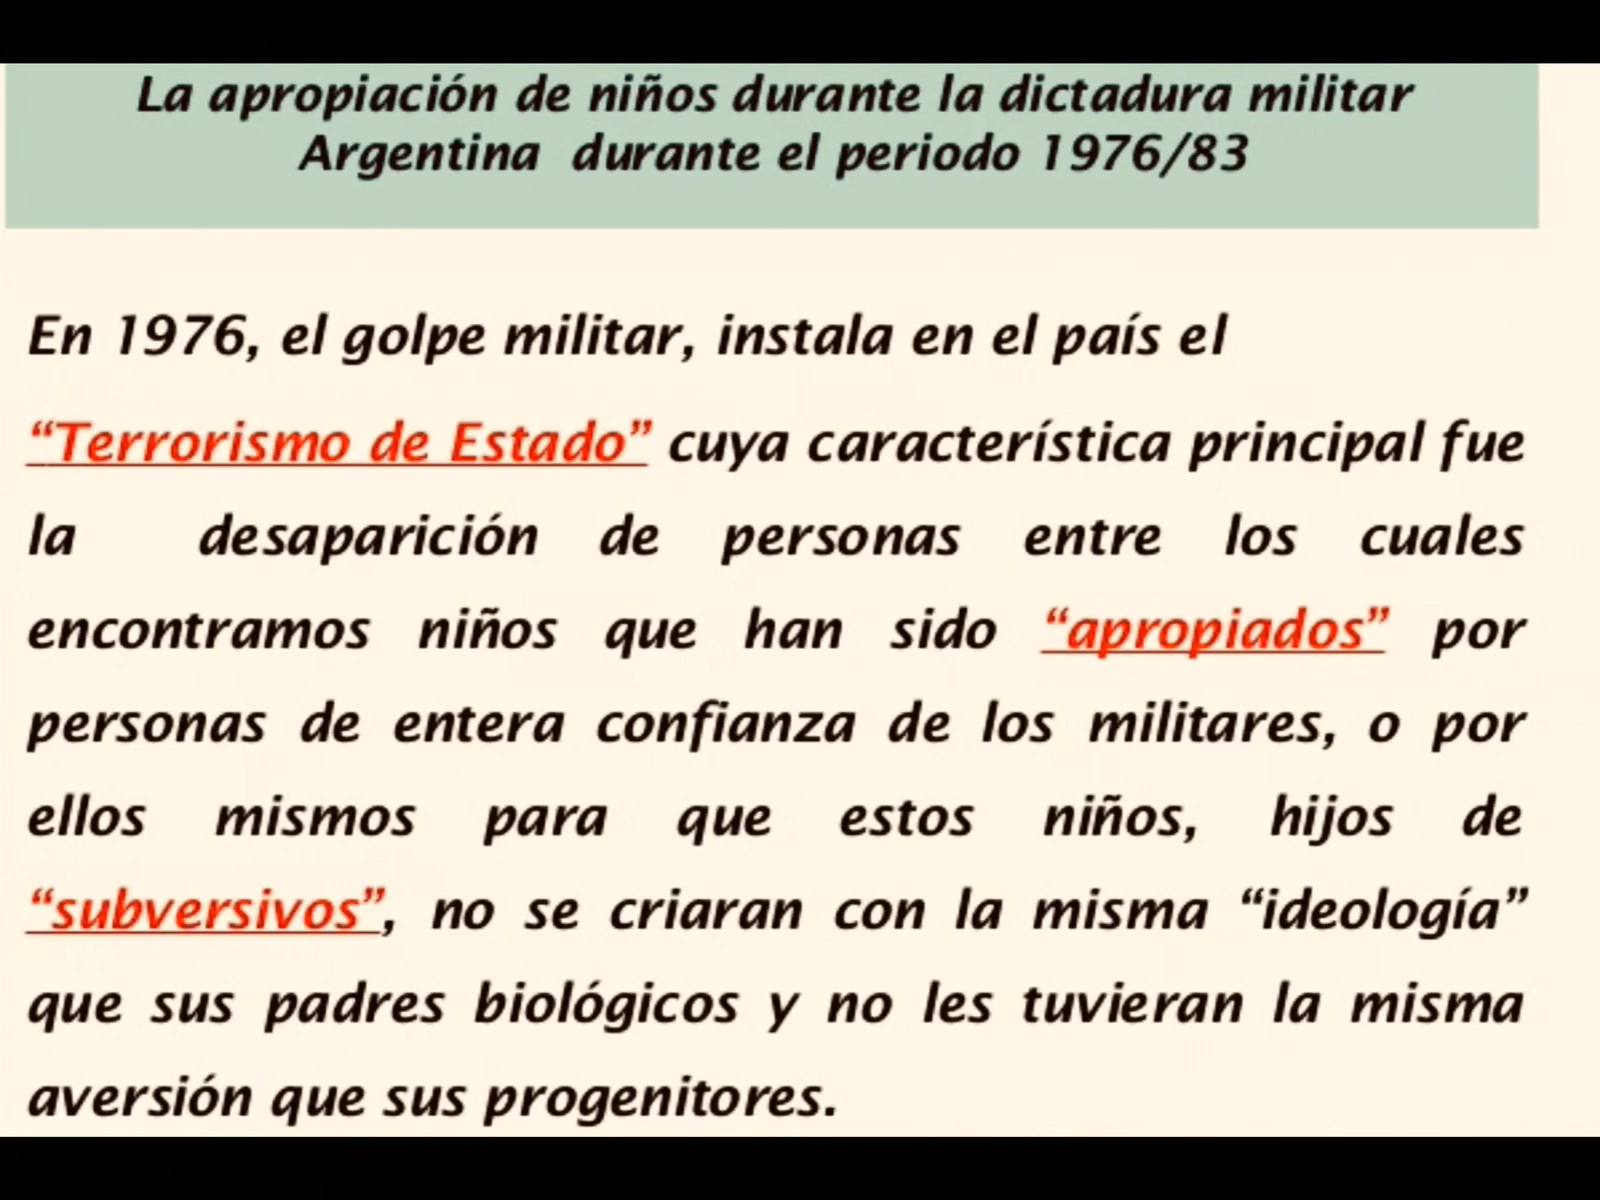 La apropiación de niños durante la dictadura militar
Argentina durante el periodo 1976/83
En 1976, el golpe militar, instala en el país el
“Terrorismo de Estado” cuya característica principal fue
la desaparición de personas entre los cuales
encontramos niños que han sido “apropiados” por
personas de entera confianza de los militares, o por
ellos mismos para que estos niños, hijos de
“subversivos”, no se criaran con la misma “ideología”
que sus padres biológicos y no les tuvieran la misma
aversión que sus progenitores.